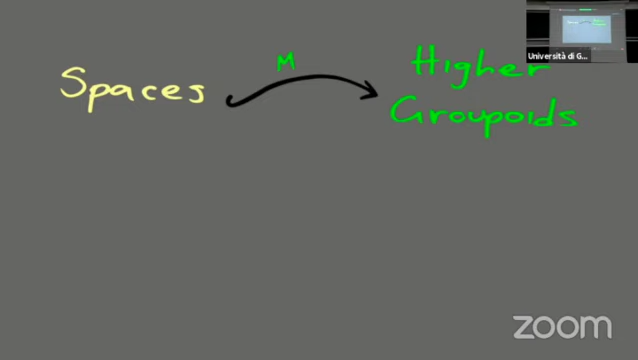 Spaces
M
Higher
Groupoids
Università di G...
zoom